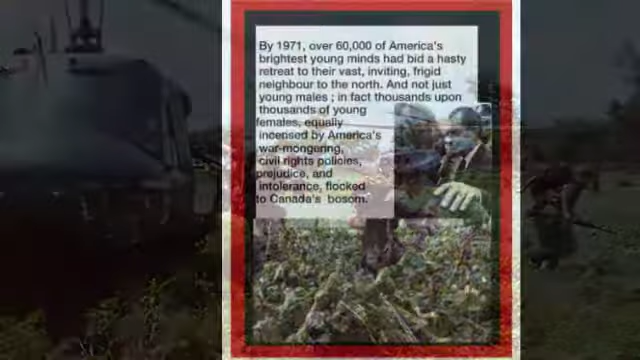 By 1971, over 60,000 of America's
brightest young minds had bid a hasty
retreat to their vast, inviting, frigid
neighbour to the north. And not just
young males ; in fact thousands upon
thousands of young
females, equally
incensed by America's
war-mongering,
civil rights policies,
prejudice, and
intolerance, flocked
to Canada's bosom.